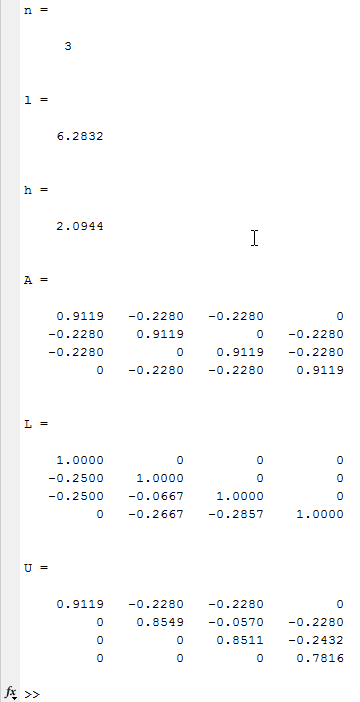 n =
3
l =
6.2832
h =
2.0944
A =
0.9119 -0.2280 -0.2280 0
-0.2280 0.9119 0 -0.2280
-0.2280 0 0.9119 -0.2280
0 -0.2280 -0.2280 0.9119
L =
1.0000 0 0 0
-0.2500 1.0000 0 0
-0.2500 -0.0667 1.0000 0
0 -0.2667 -0.2857 1.0000
U =
0.9119 -0.2280 -0.2280 0
0 0.8549 -0.0570 -0.2280
0 0 0.8511 -0.2432
0 0 0 0.7816
fx >>